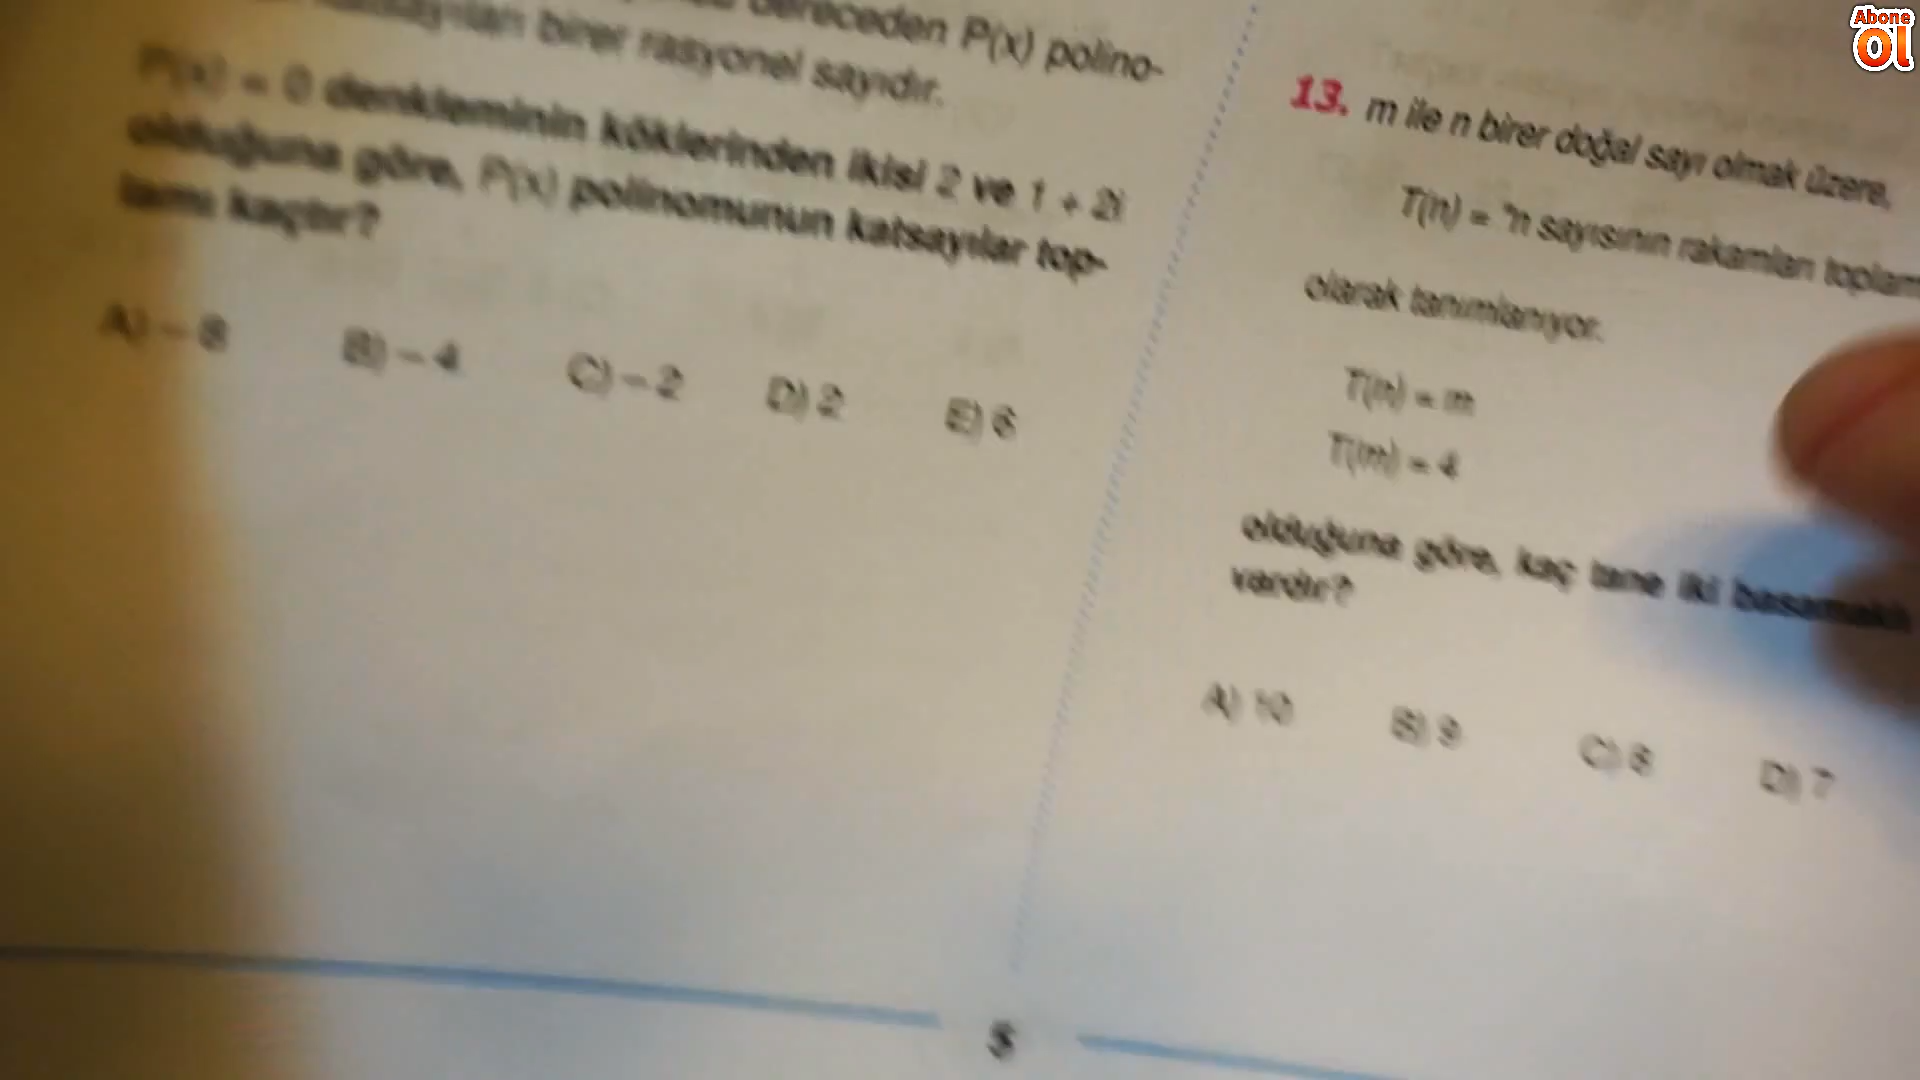 dereceden P(x) polino-
katsayıları birer rasyonel sayıdır.
P(x) = 0 denkleminin köklerinden ikisi 2 ve 1 + 2i
olduğuna göre, P(x) polinomunun katsayılar top-
lamı kaçtır?
A) – 8 B) – 4 C) – 2 D) 2 E) 6
13. m ile n birer doğal sayı olmak üzere,
T(n) = "n sayısının rakamları toplamı
olarak tanımlanıyor.
T(n) = m
T(m) = 4
olduğuna göre, kaç tane iki basamaklı
vardır?
A) 10 B) 9 C) 8 D) 7
5
Abone
Ol